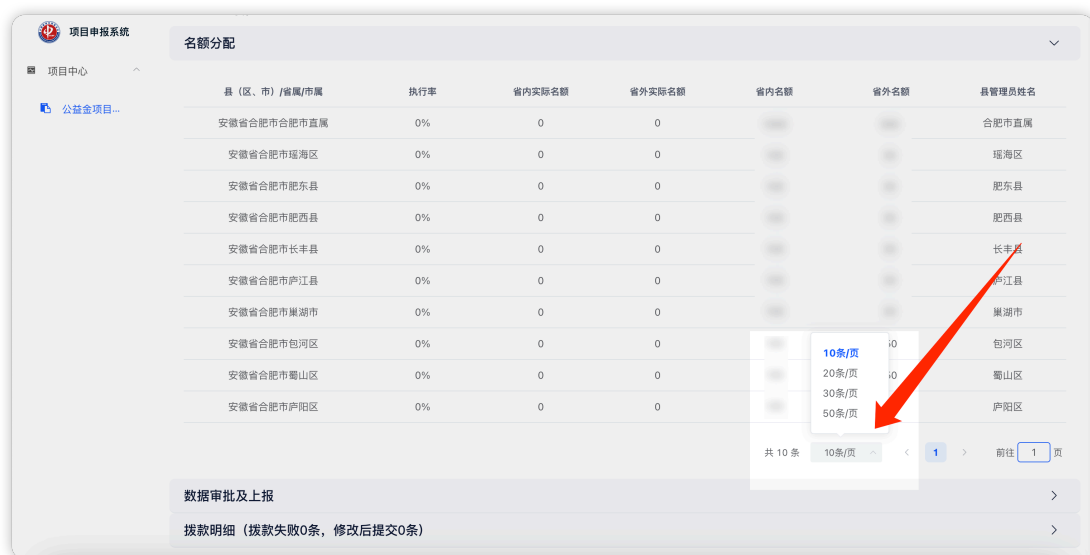 项目申报系统
项目中心
公益金项目...
名额分配
县（区、市）/省属/市属 执行率 省内实际名额 省外实际名额 省内名额 省外名额 县管理员姓名
安徽省合肥市合肥市直属 0% 0 0 合肥市直属
安徽省合肥市瑶海区 0% 0 0 瑶海区
安徽省合肥市肥东县 0% 0 0 肥东县
安徽省合肥市肥西县 0% 0 0 肥西县
安徽省合肥市长丰县 0% 0 0 长丰县
安徽省合肥市庐江县 0% 0 0 庐江县
安徽省合肥市巢湖市 0% 0 0 巢湖市
安徽省合肥市包河区 0% 0 0 包河区
安徽省合肥市蜀山区 0% 0 0 蜀山区
安徽省合肥市庐阳区 0% 0 0 庐阳区
10条/页
20条/页
30条/页
50条/页
共 10 条 10条/页 1 前往 1 页
数据审批及上报
拨款明细（拨款失败0条，修改后提交0条）